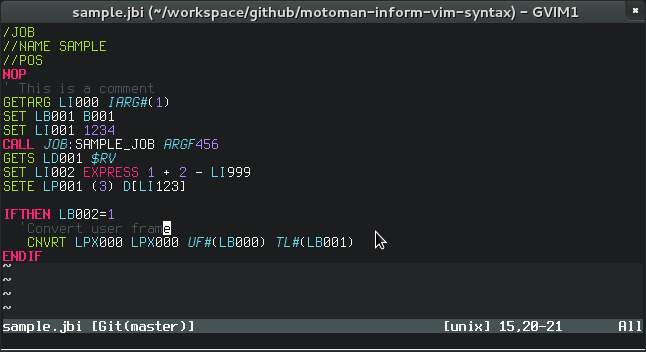 sample.jbi (~/workspace/github/motoman-inform-vim-syntax) – GVIM1
/JOB
//NAME SAMPLE
//POS
NOP
' This is a comment
GETARG LI000 IARG#(1)
SET LB001 B001
SET LI001 1234
CALL JOB:SAMPLE_JOB ARGF456
GETS LD001 $RV
SET LI002 EXPRESS 1 + 2 - LI999
SETE LP001 (3) D[LI123]
IFTHEN LB002=1
'Convert user frame
CNVRT LPX000 LPX000 UF#(LB000) TL#(LB001)
ENDIF
~
~
~
~
sample.jbi [Git(master)] [unix] 15,20-21 All